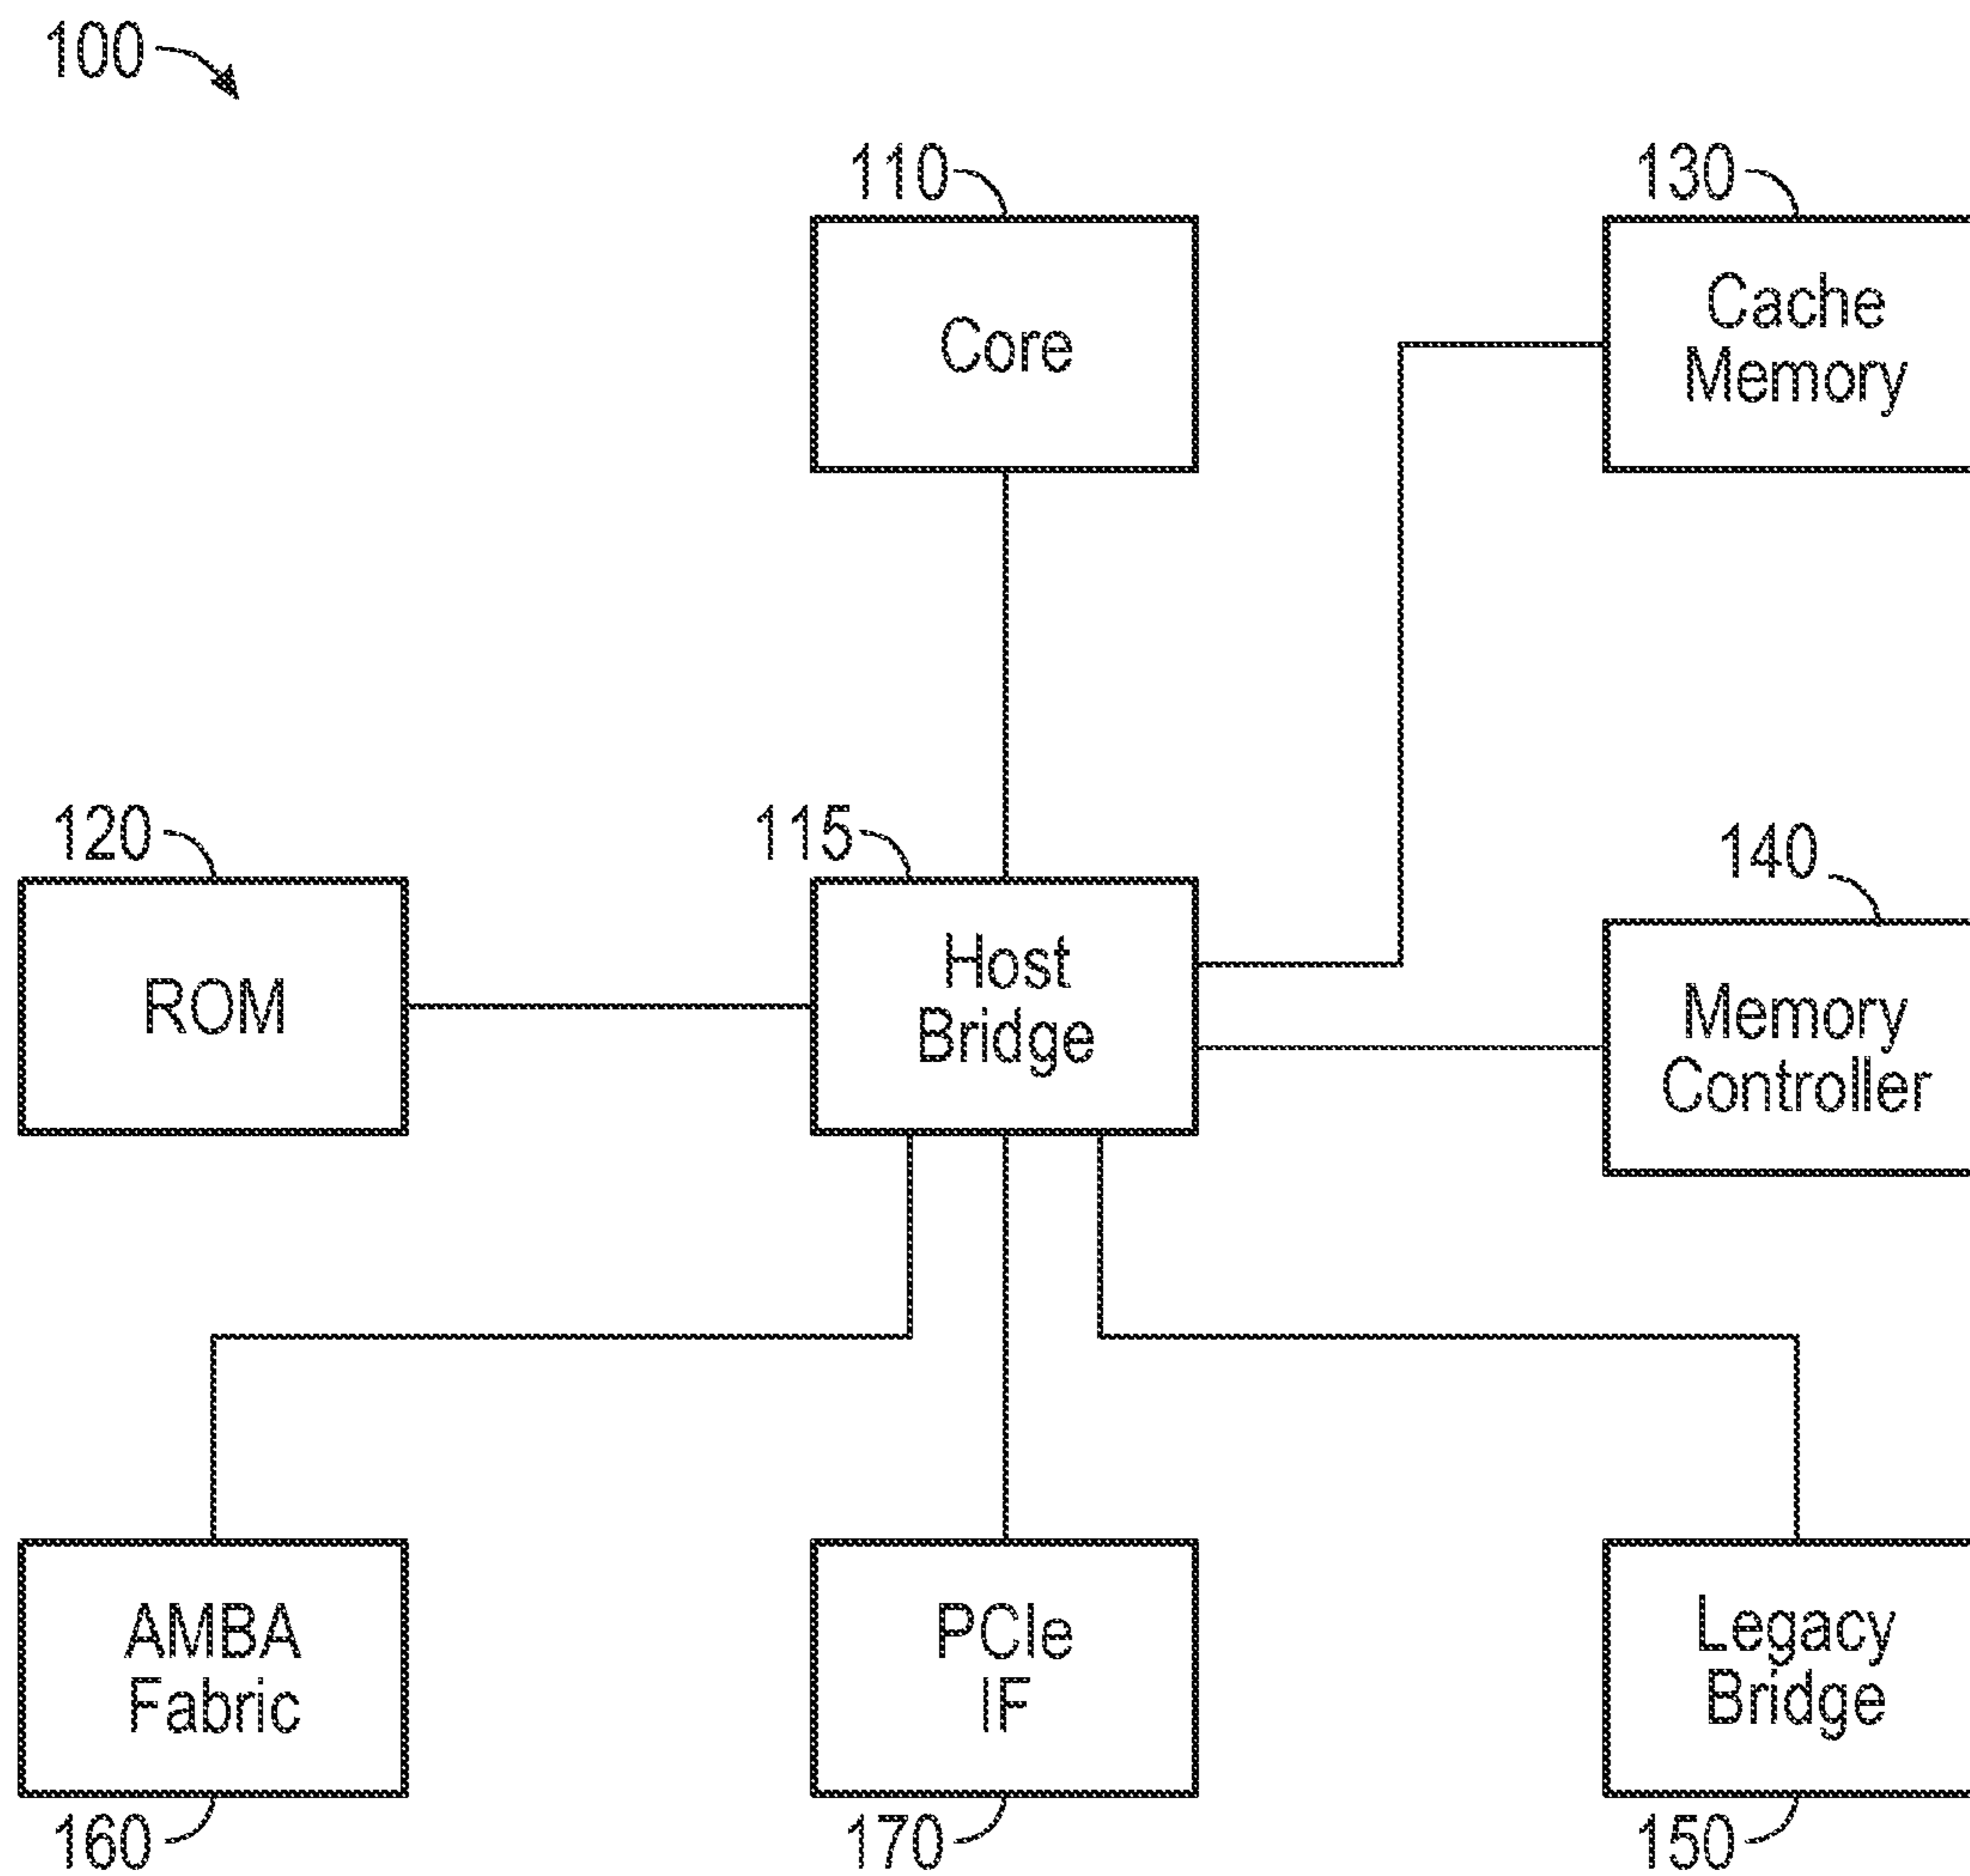 100
110
130
Core
Cache
Memory
120
115
140
ROM
Host
Bridge
Memory
Controller
AMBA
Fabric
PCIe
IF
Legacy
Bridge
160
170
150